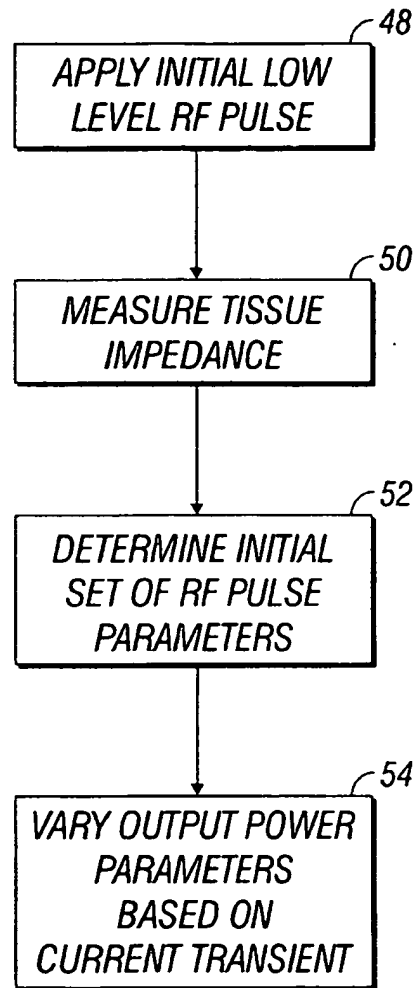 48
APPLY INITIAL LOW
LEVEL RF PULSE
50
MEASURE TISSUE
IMPEDANCE
52
DETERMINE INITIAL
SET OF RF PULSE
PARAMETERS
54
VARY OUTPUT POWER
PARAMETERS
BASED ON
CURRENT TRANSIENT